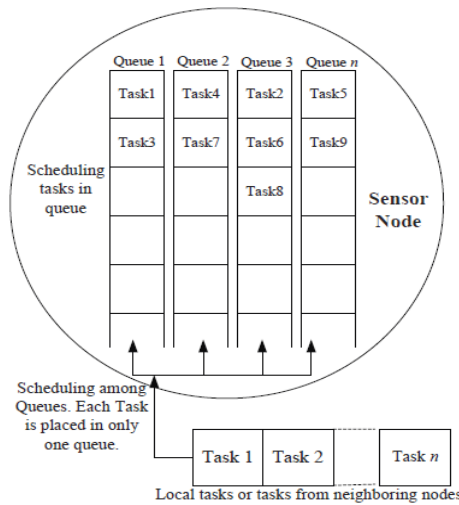 Queue 1 Queue 2 Queue 3 Queue n
Task1 Task4 Task2 Task5
Task3 Task7 Task6 Task9
Task8
Scheduling
tasks in
queue
Sensor
Node
Scheduling among
Queues. Each Task
is placed in only
one queue.
Task 1 Task 2 Task n
Local tasks or tasks from neighboring nodes